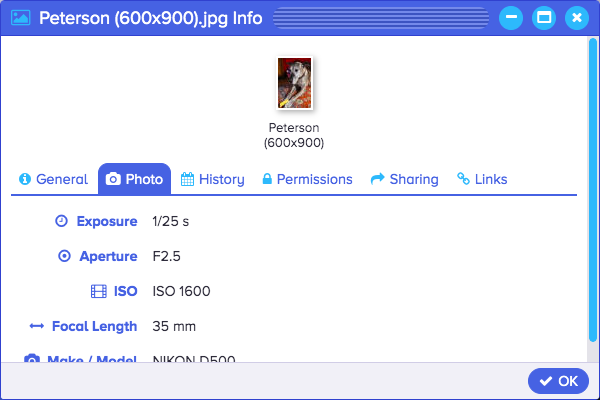 Peterson (600x900).jpg Info
Peterson
(600x900)
General Photo History Permissions Sharing Links
Exposure 1/25 s
Aperture F2.5
ISO ISO 1600
Focal Length 35 mm
Make / Model NIKON D500
OK